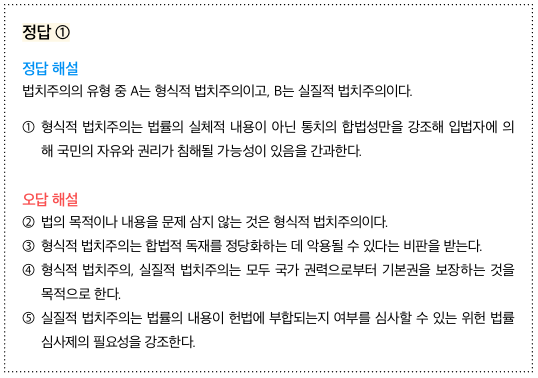 정답 ①
정답 해설
법치주의의 유형 중 A는 형식적 법치주의이고, B는 실질적 법치주의이다.
① 형식적 법치주의는 법률의 실체적 내용이 아닌 통치의 합법성만을 강조해 입법자에 의
해 국민의 자유와 권리가 침해될 가능성이 있음을 간과한다.
오답 해설
② 법의 목적이나 내용을 문제 삼지 않는 것은 형식적 법치주의이다.
③ 형식적 법치주의는 합법적 독재를 정당화하는 데 악용될 수 있다는 비판을 받는다.
④ 형식적 법치주의, 실질적 법치주의는 모두 국가 권력으로부터 기본권을 보장하는 것을
목적으로 한다.
⑤ 실질적 법치주의는 법률의 내용이 헌법에 부합되는지 여부를 심사할 수 있는 위헌 법률
심사제의 필요성을 강조한다.